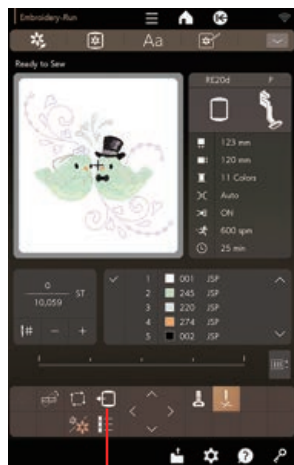 Embroidery-Run
Aa
Ready to Sew
RE20d P
123 mm
120 mm
11 Colors
Auto
ON
600 spm
25 min
0
10,059
ST
# - +
1 001 JSP
2 245 JSP
3 220 JSP
4 274 JSP
5 002 JSP